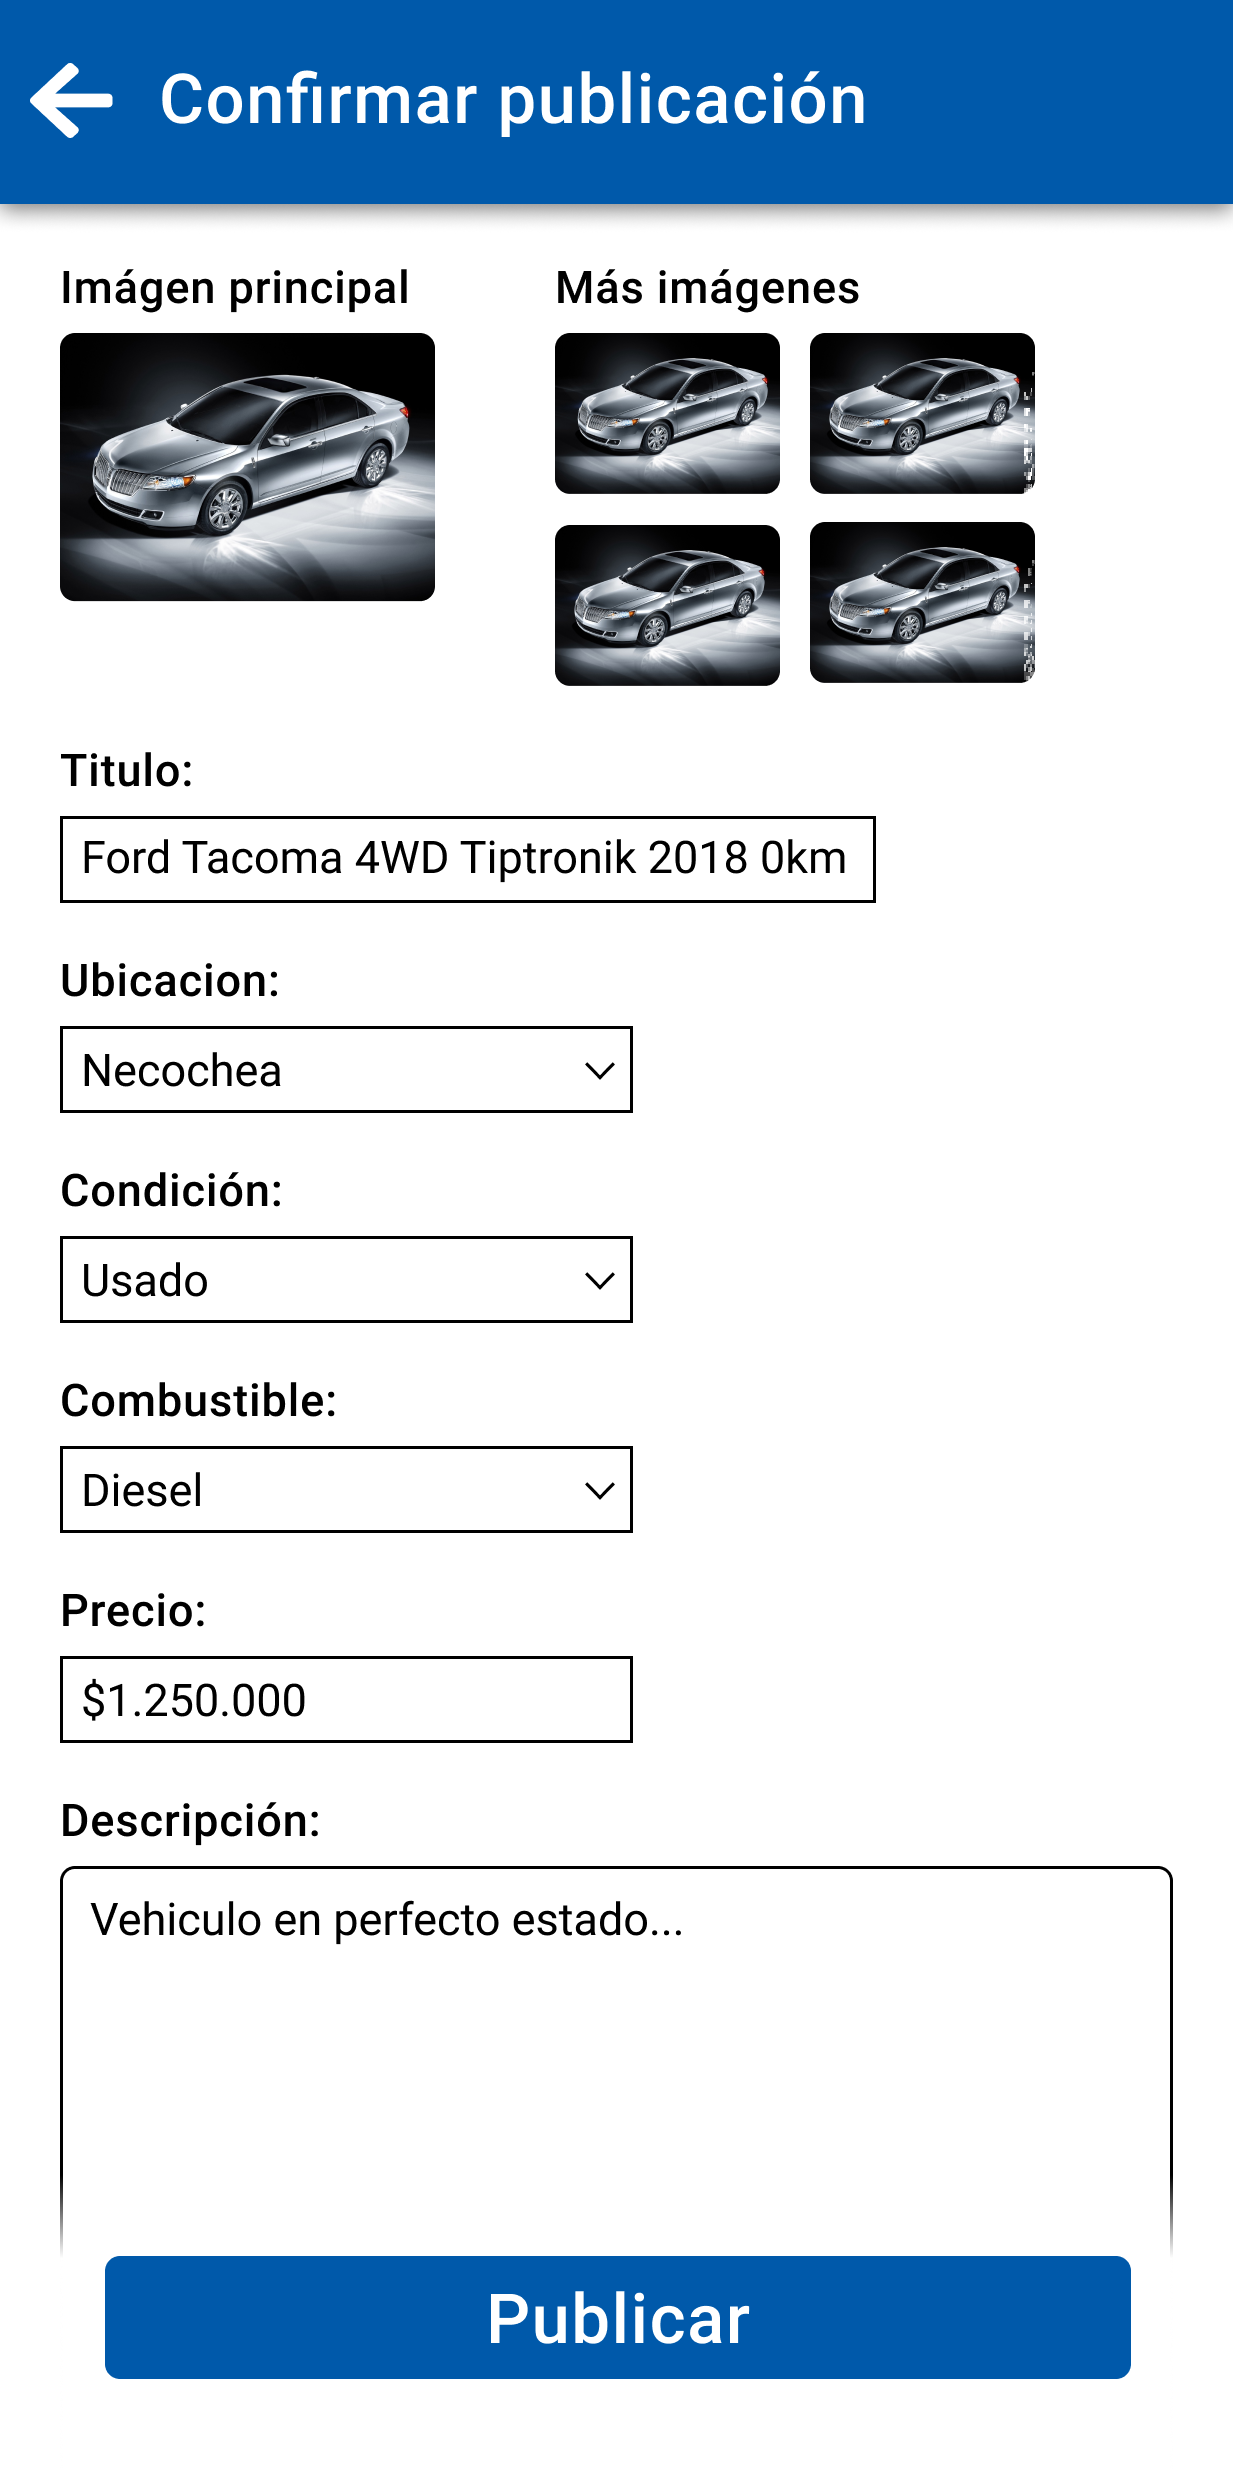 Confirmar publicación
Imágen principal
Más imágenes
Titulo:
Ford Tacoma 4WD Tiptronik 2018 0km
Ubicacion:
Necochea
Condición:
Usado
Combustible:
Diesel
Precio:
$1.250.000
Descripción:
Vehiculo en perfecto estado...
Publicar